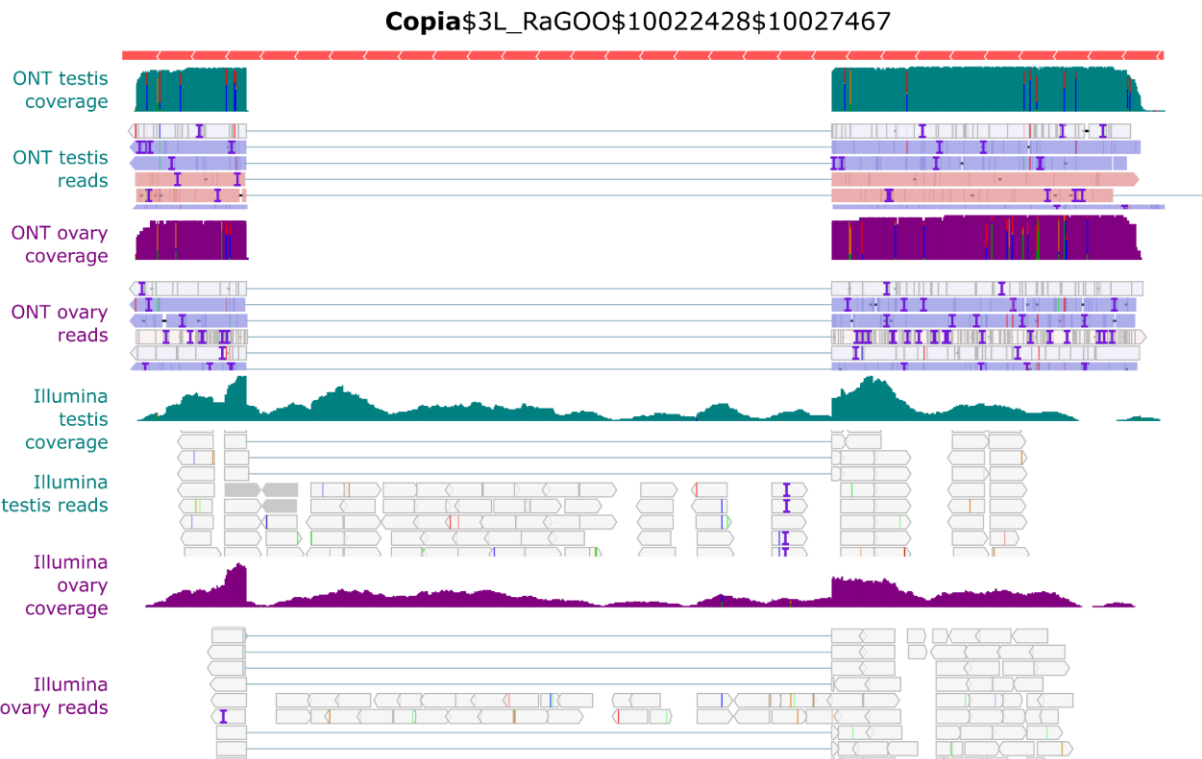 Copia$3L_RaGOO$10022428$10027467
ONT testis
coverage
ONT testis
reads
ONT ovary
coverage
ONT ovary
reads
Illumina
testis
coverage
Illumina
testis reads
Illumina
ovary
coverage
Illumina
ovary reads